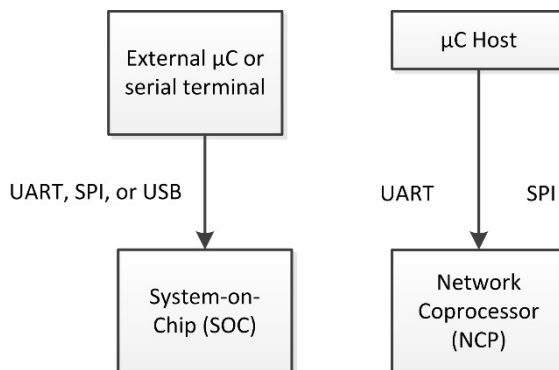 External µC or
serial terminal
UART, SPI, or USB
System-on-
Chip (SOC)
µC Host
UART
SPI
Network
Coprocessor
(NCP)